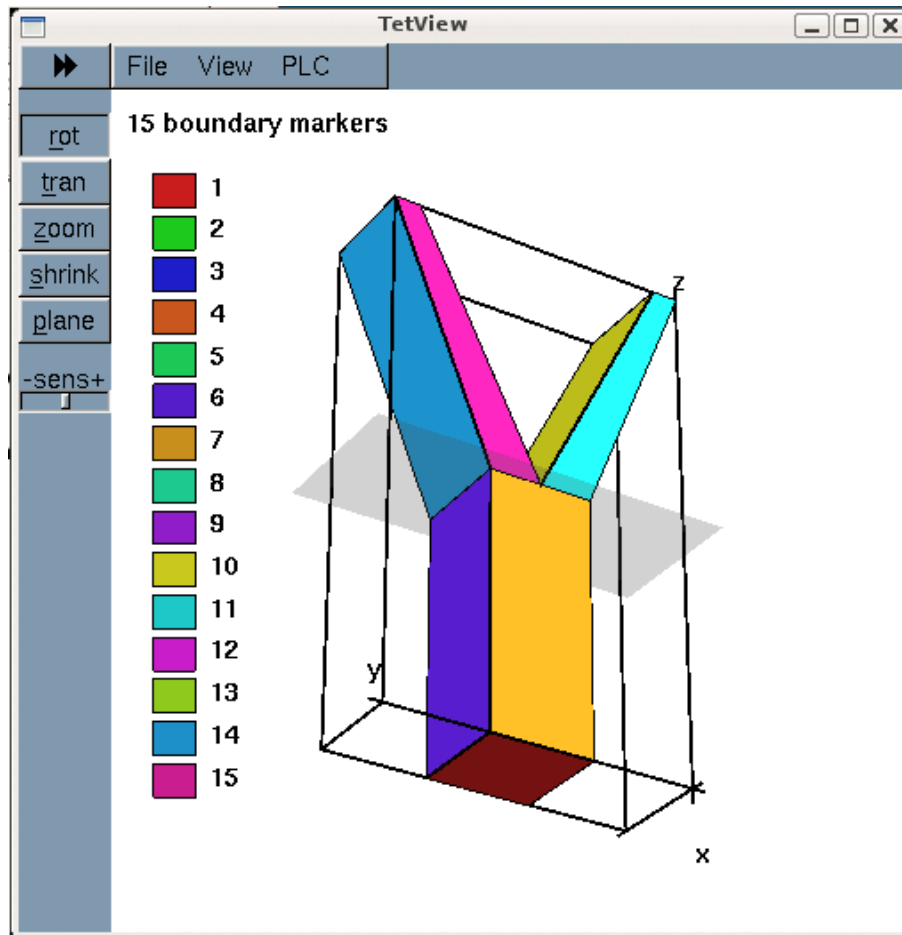 TetView
File View PLC
15 boundary markers
rot
tran
zoom
shrink
plane
-sens+
1
2
3
4
5
6
7
8
9
10
11
12
13
14
15
z
y
x